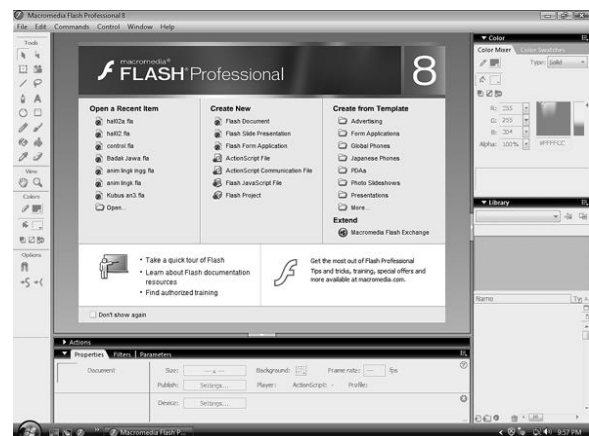 Macromedia Flash Professional 8
File Edit Commands Control Window Help
Tools
View
Colors
Options
macromedia®
FLASH® Professional 8
Open a Recent Item
hal02a.fla
hal02.fla
control.fla
Badak Jawa.fla
anim lingk ingg.fla
anim lingk.fla
Kubus an3.fla
Open...
Create New
Flash Document
Flash Slide Presentation
Flash Form Application
ActionScript File
ActionScript Communication File
Flash JavaScript File
Flash Project
Create from Template
Advertising
Form Applications
Global Phones
Japanese Phones
PDAs
Photo Slideshows
Presentations
More...
Extend
Macromedia Flash Exchange
• Take a quick tour of Flash
• Learn about Flash documentation
resources
• Find authorized training
Get the most out of Flash Professional
Tips and tricks, training, special offers and
more available at macromedia.com.
Don't show again
Color
Color Mixer Color Swatches
Type: Solid
R: 255
G: 255
B: 204
Alpha: 100% #FFFFCC
Library
Name
Actions
Properties Filters Parameters
Document Size: Background: Frame rate: fps
Publish: Settings... Player: ActionScript: Profile:
Device: Settings...
Macromedia Flash P...
9:57 PM